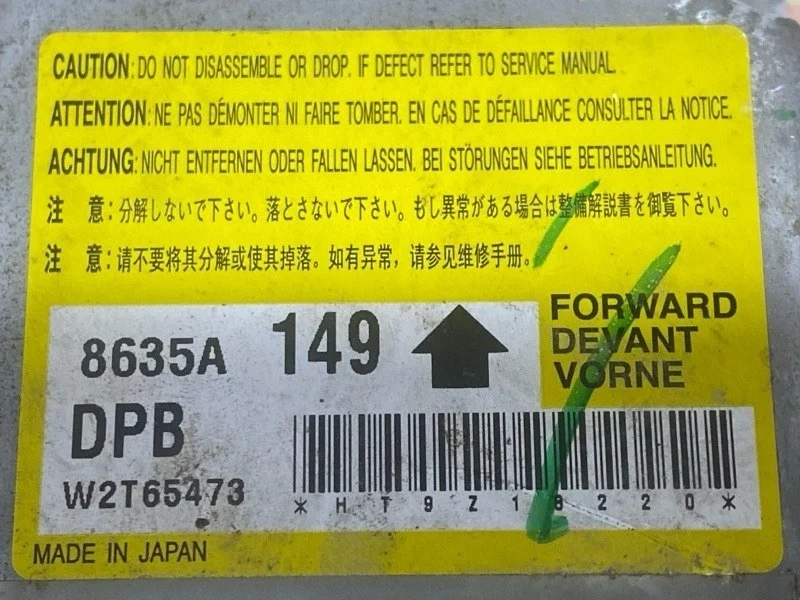 CAUTION: DO NOT DISASSEMBLE OR DROP. IF DEFECT REFER TO SERVICE MANUAL.
ATTENTION: NE PAS DÉMONTER NI FAIRE TOMBER. EN CAS DE DÉFAILLANCE CONSULTER LA NOTICE.
ACHTUNG: NICHT ENTFERNEN ODER FALLEN LASSEN. BEI STÖRUNGEN SIEHE BETRIEBSANLEITUNG.
注 意:分解しないで下さい。落とさないで下さい。もし異常がある場合は整備解説書を御覧下さい。
注 意:请不要将其分解或使其掉落。如有异常,请参见维修手册。
8635A 149
FORWARD
DEVANT
VORNE
DPB
W2T65473
*HT9Z18220*
MADE IN JAPAN